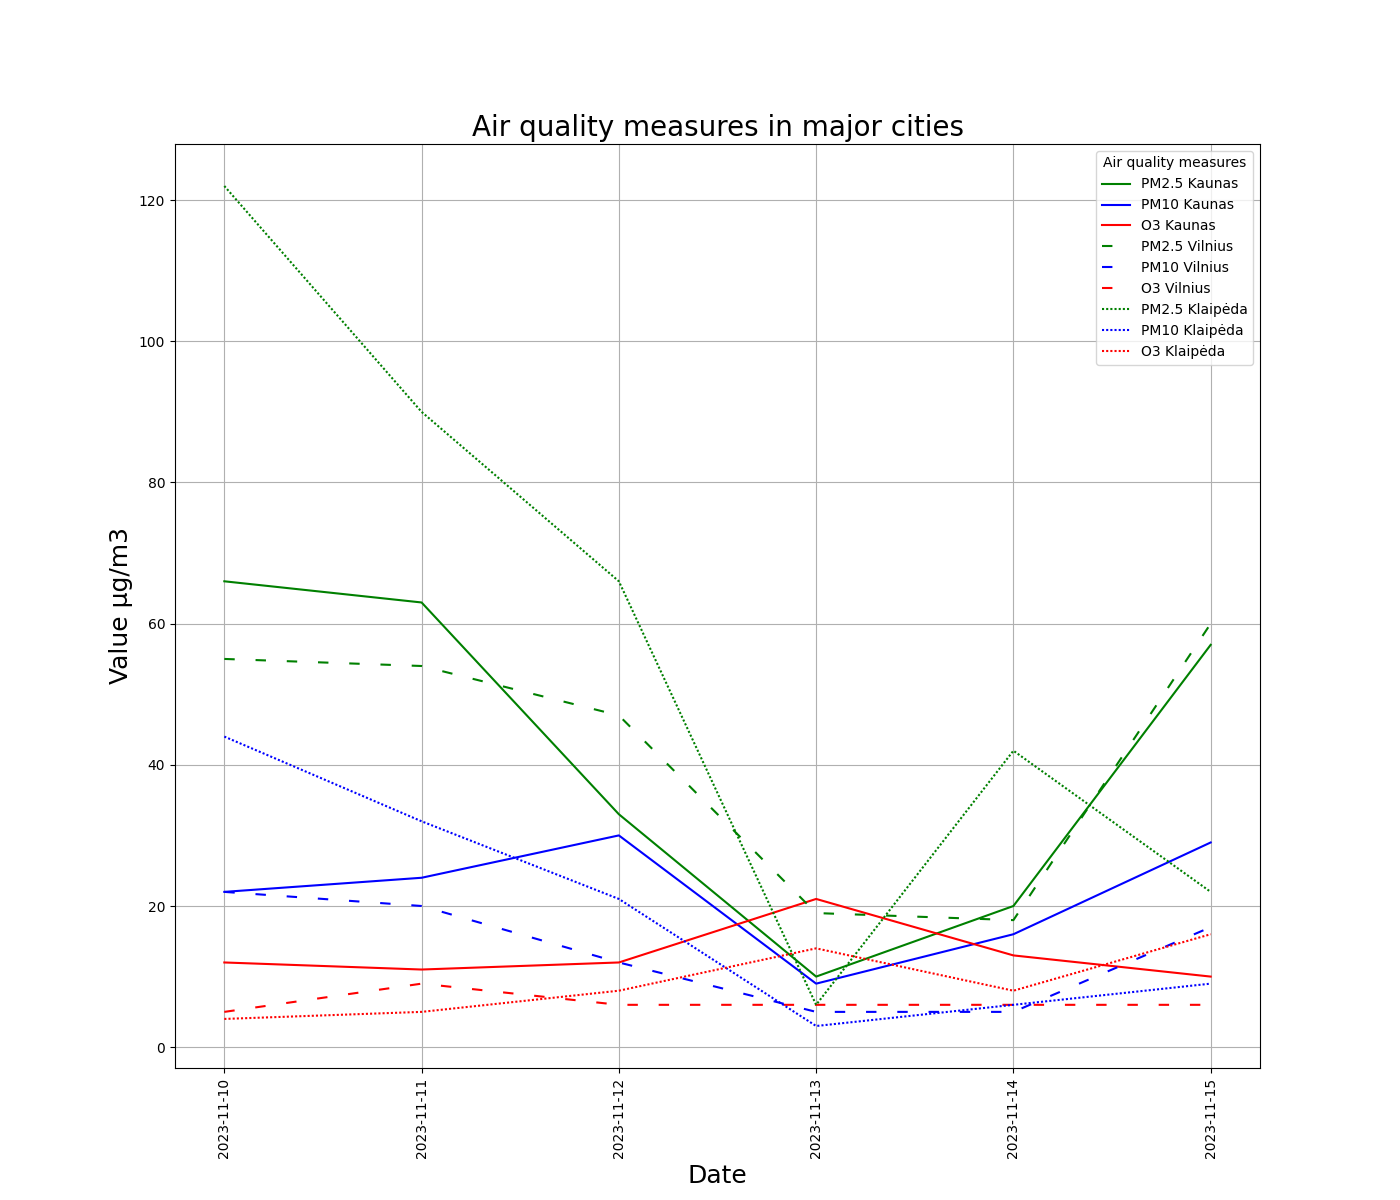 Air quality measures in major cities
Air quality measures
PM2.5 Kaunas
PM10 Kaunas
O3 Kaunas
PM2.5 Vilnius
PM10 Vilnius
O3 Vilnius
PM2.5 Klaipėda
PM10 Klaipėda
O3 Klaipėda
Value µg/m3
120
100
80
60
40
20
0
2023-11-10
2023-11-11
2023-11-12
2023-11-13
2023-11-14
2023-11-15
Date